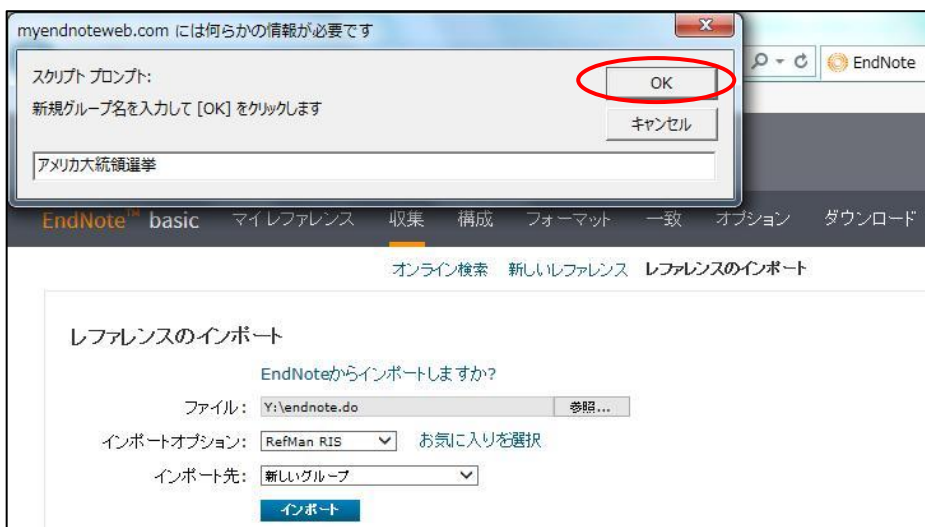 myendnoteweb.com には何らかの情報が必要です
スクリプト プロンプト:
OK
新規グループ名を入力して [OK] をクリックします
キャンセル
アメリカ大統領選挙
EndNote
EndNote™ basic マイレファレンス 収集 構成 フォーマット 一致 オプション ダウンロード
オンライン検索 新しいレファレンス レファレンスのインポート
レファレンスのインポート
EndNoteからインポートしますか?
ファイル: Y:\endnote.do 参照...
インポートオプション: RefMan RIS お気に入りを選択
インポート先: 新しいグループ
インポート